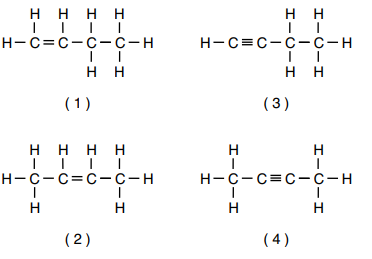 H H H H
H-C=C-C-C-H
H H
(1)
H H H H
H-C-C=C-C-H
H H
(2)
H H
H-C≡C-C-C-H
H H
(3)
H H
H-C-C≡C-C-H
H H
(4)